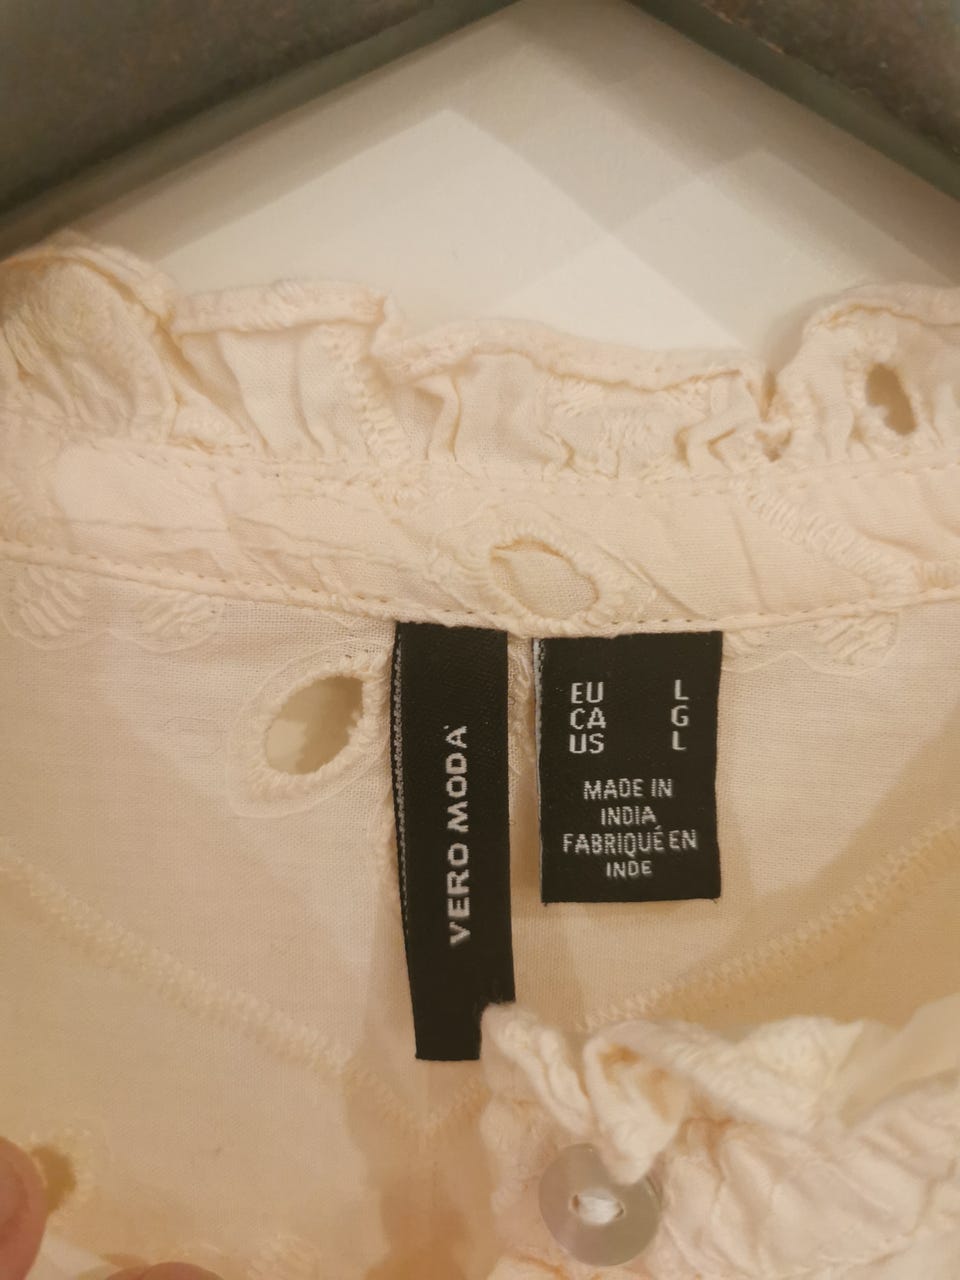 VERO MODA
EU L
CA G
US L
MADE IN
INDIA
FABRIQUÉ EN
INDE